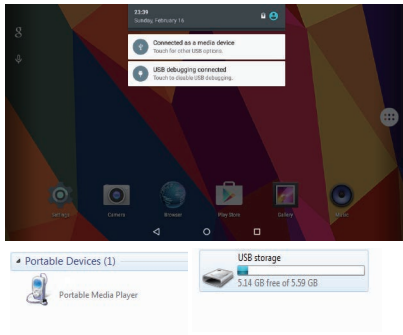 23:39
Sunday, February 16
Connected as a media device
Touch for other USB options.
USB debugging connected
Touch to disable USB debugging.
Settings
Camera
Browser
Play Store
Gallery
Music
Portable Devices (1)
Portable Media Player
USB storage
5.14 GB free of 5.59 GB